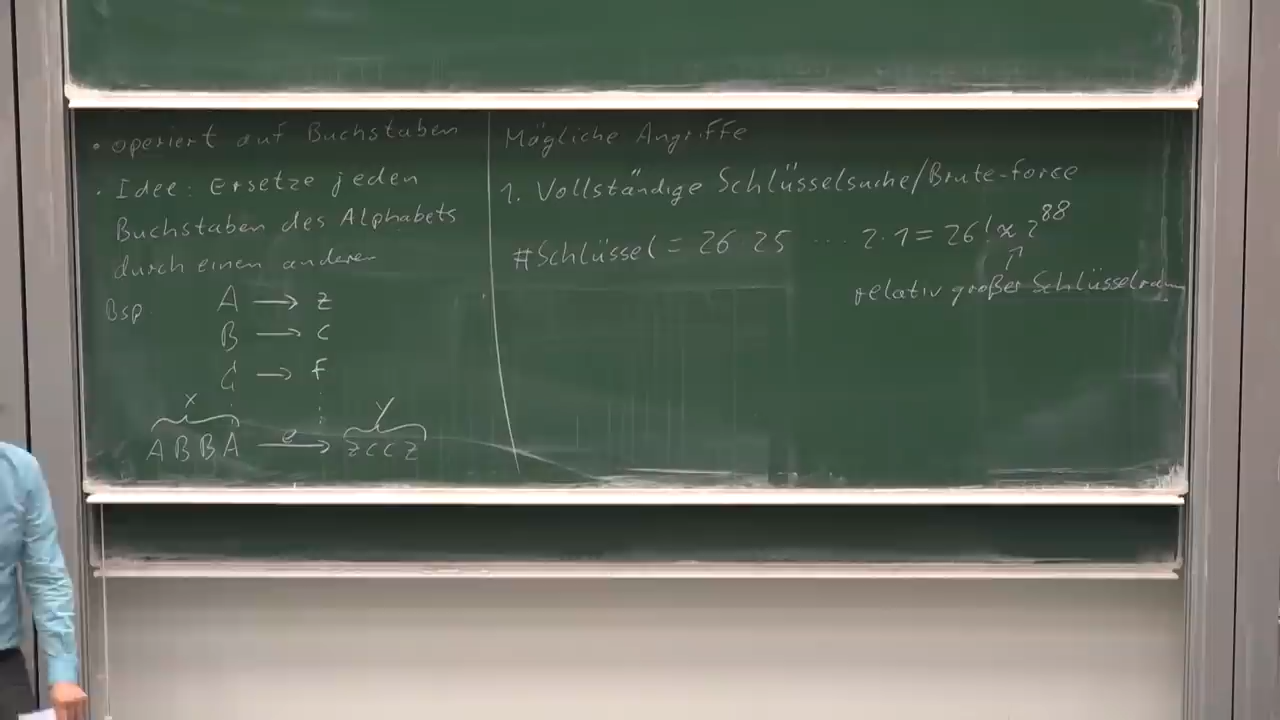 • operiert auf Buchstaben
• Idee: Ersetze jeden
Buchstaben des Alphabets
durch einen anderen
Bsp. A → z
B → c
C → f
x y
ABBA e→ zccz
Mögliche Angriffe
1. Vollständige Schlüsselsuche/Brute-force
#Schlüssel = 26 25 .... 2·1 = 26! ≈ 2^88
relativ großer Schlüsselraum